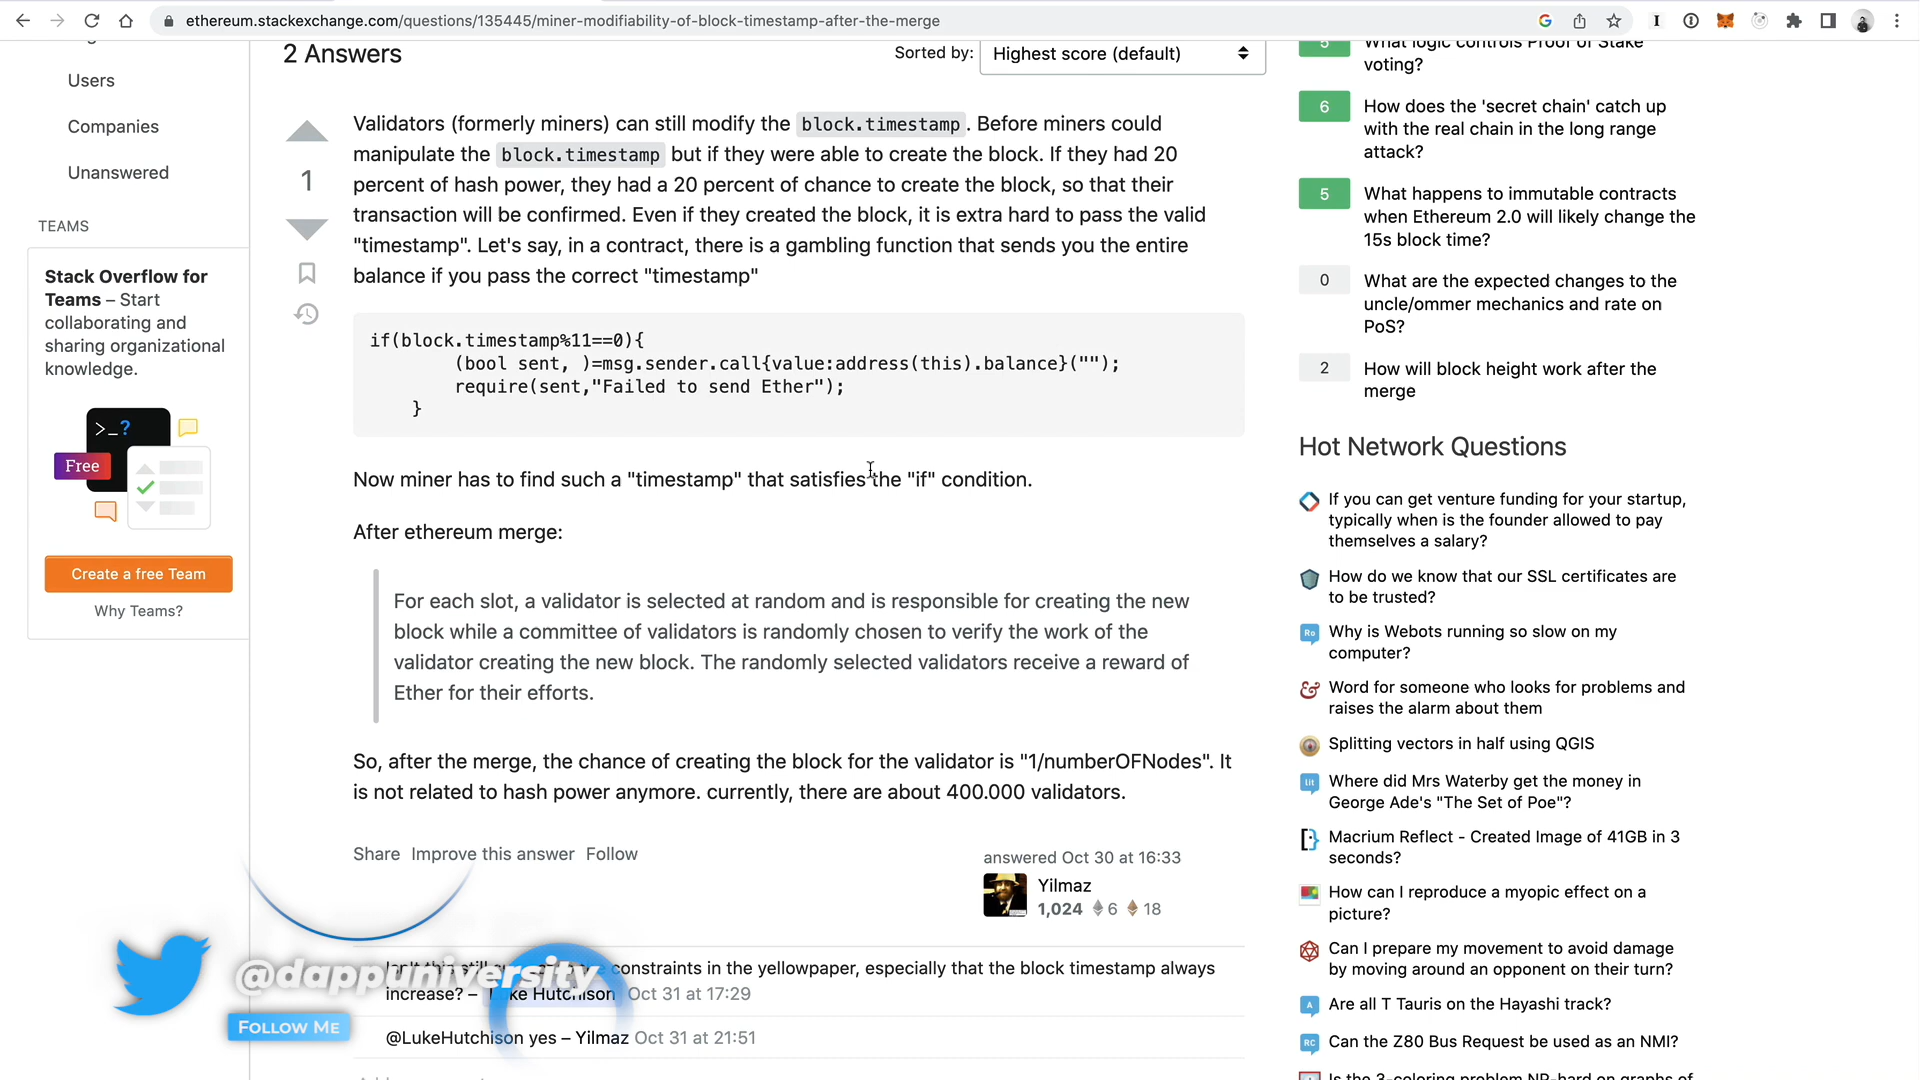 ethereum.stackexchange.com/questions/135445/miner-modifiability-of-block-timestamp-after-the-merge
Users
Companies
Unanswered
TEAMS
Stack Overflow for
Teams – Start
collaborating and
sharing organizational
knowledge.
>_?
Free
Create a free Team
Why Teams?
2 Answers
Sorted by:
Highest score (default)
1
Validators (formerly miners) can still modify the block.timestamp. Before miners could
manipulate the block.timestamp but if they were able to create the block. If they had 20
percent of hash power, they had a 20 percent of chance to create the block, so that their
transaction will be confirmed. Even if they created the block, it is extra hard to pass the valid
"timestamp". Let's say, in a contract, there is a gambling function that sends you the entire
balance if you pass the correct "timestamp"
if(block.timestamp%11==0){
(bool sent, )=msg.sender.call{value:address(this).balance}("");
require(sent,"Failed to send Ether");
}
Now miner has to find such a "timestamp" that satisfies the "if" condition.
After ethereum merge:
For each slot, a validator is selected at random and is responsible for creating the new
block while a committee of validators is randomly chosen to verify the work of the
validator creating the new block. The randomly selected validators receive a reward of
Ether for their efforts.
So, after the merge, the chance of creating the block for the validator is "1/numberOFNodes". It
is not related to hash power anymore. currently, there are about 400.000 validators.
Share Improve this answer Follow
answered Oct 30 at 16:33
Yilmaz
1,024 6 18
constraints in the yellowpaper, especially that the block timestamp always
increase? – Luke Hutchison Oct 31 at 17:29
@LukeHutchison yes – Yilmaz Oct 31 at 21:51
@dappuniversity
FOLLOW ME
5 What logic controls Proof of Stake
voting?
6 How does the 'secret chain' catch up
with the real chain in the long range
attack?
5 What happens to immutable contracts
when Ethereum 2.0 will likely change the
15s block time?
0 What are the expected changes to the
uncle/ommer mechanics and rate on
PoS?
2 How will block height work after the
merge
Hot Network Questions
If you can get venture funding for your startup,
typically when is the founder allowed to pay
themselves a salary?
How do we know that our SSL certificates are
to be trusted?
Why is Webots running so slow on my
computer?
Word for someone who looks for problems and
raises the alarm about them
Splitting vectors in half using QGIS
Where did Mrs Waterby get the money in
George Ade's "The Set of Poe"?
Macrium Reflect - Created Image of 41GB in 3
seconds?
How can I reproduce a myopic effect on a
picture?
Can I prepare my movement to avoid damage
by moving around an opponent on their turn?
Are all T Tauris on the Hayashi track?
Can the Z80 Bus Request be used as an NMI?
Is the 3-coloring problem NP-hard on graphs of